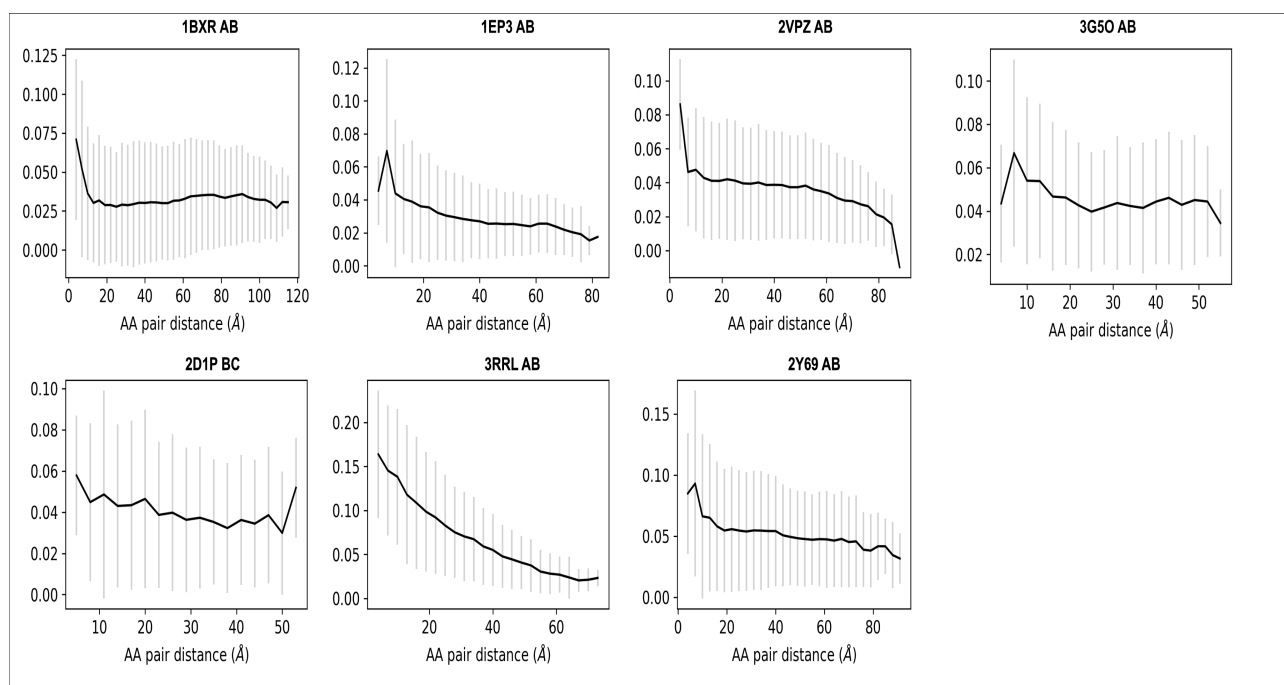 1BXR AB
0.125
0.100
0.075
0.050
0.025
0.000
0 20 40 60 80 100 120
AA pair distance (Å)
1EP3 AB
0.12
0.10
0.08
0.06
0.04
0.02
0.00
20 40 60 80
AA pair distance (Å)
2VPZ AB
0.10
0.08
0.06
0.04
0.02
0.00
0 20 40 60 80
AA pair distance (Å)
3G5O AB
0.10
0.08
0.06
0.04
0.02
10 20 30 40 50
AA pair distance (Å)
2D1P BC
0.10
0.08
0.06
0.04
0.02
0.00
10 20 30 40 50
AA pair distance (Å)
3RRL AB
0.20
0.15
0.10
0.05
0.00
20 40 60
AA pair distance (Å)
2Y69 AB
0.15
0.10
0.05
0.00
0 20 40 60 80
AA pair distance (Å)